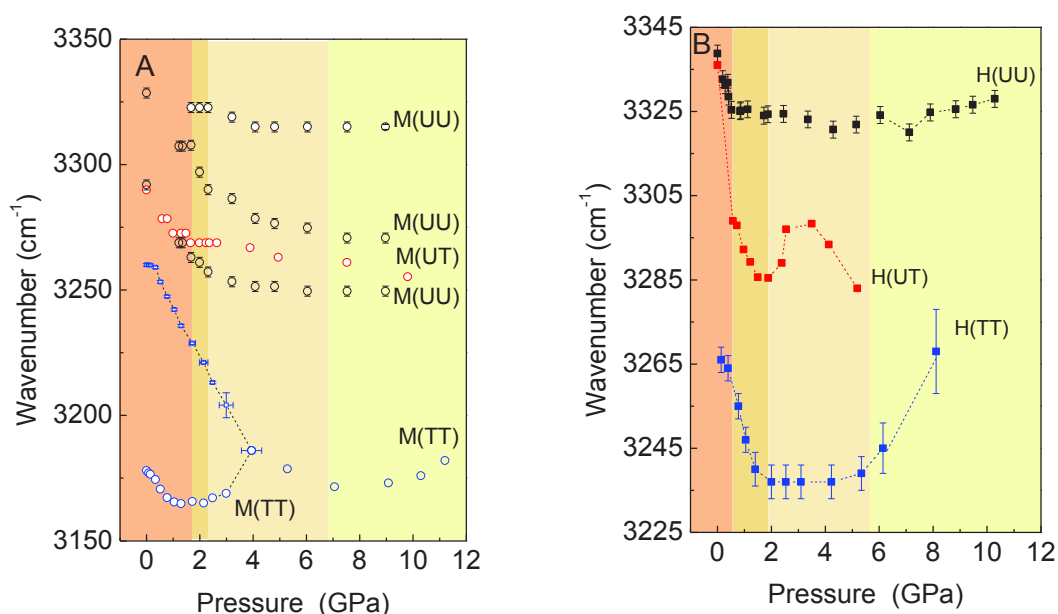 A
3350
3300
3250
3200
3150
Wavenumber (cm-1)
M(UU)
M(UU)
M(UT)
M(UU)
M(TT)
M(TT)
0 2 4 6 8 10 12
Pressure (GPa)
B
3345
3325
3305
3285
3265
3245
3225
Wavenumber (cm-1)
H(UU)
H(UT)
H(TT)
0 2 4 6 8 10 12
Pressure (GPa)